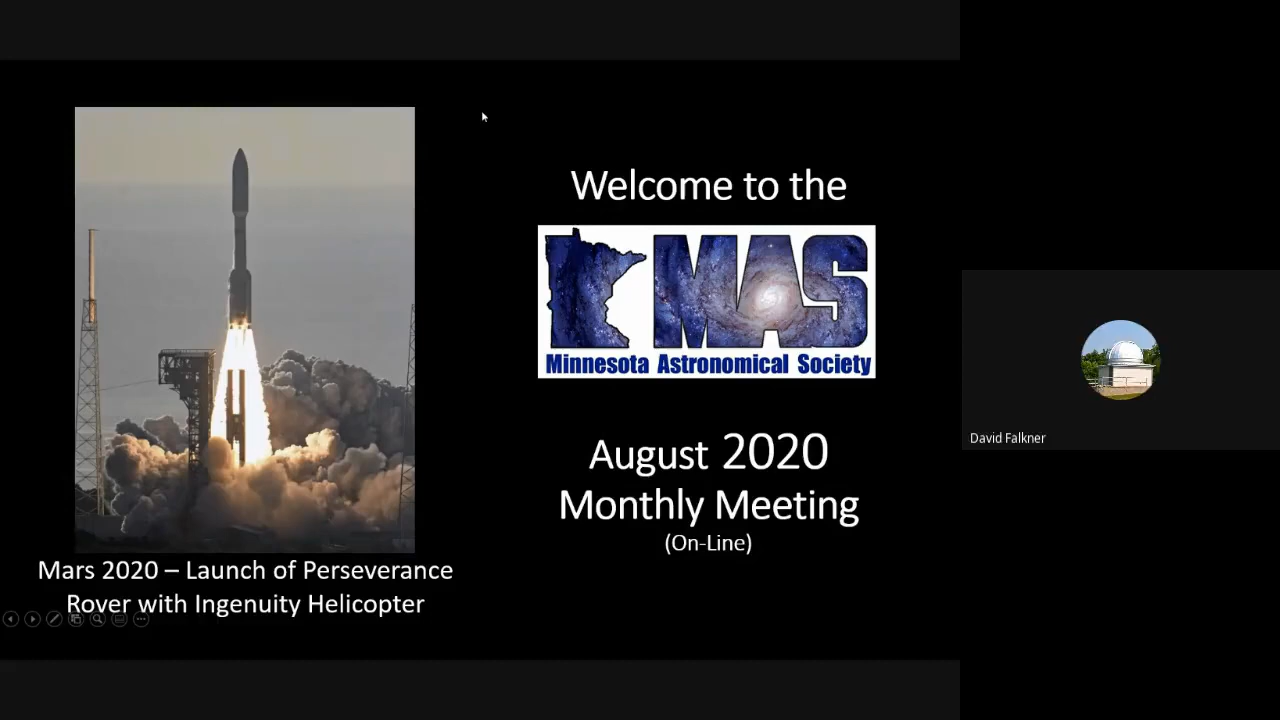 Welcome to the
MAS
Minnesota Astronomical Society
August 2020
Monthly Meeting
(On-Line)
Mars 2020 – Launch of Perseverance
Rover with Ingenuity Helicopter
David Falkner